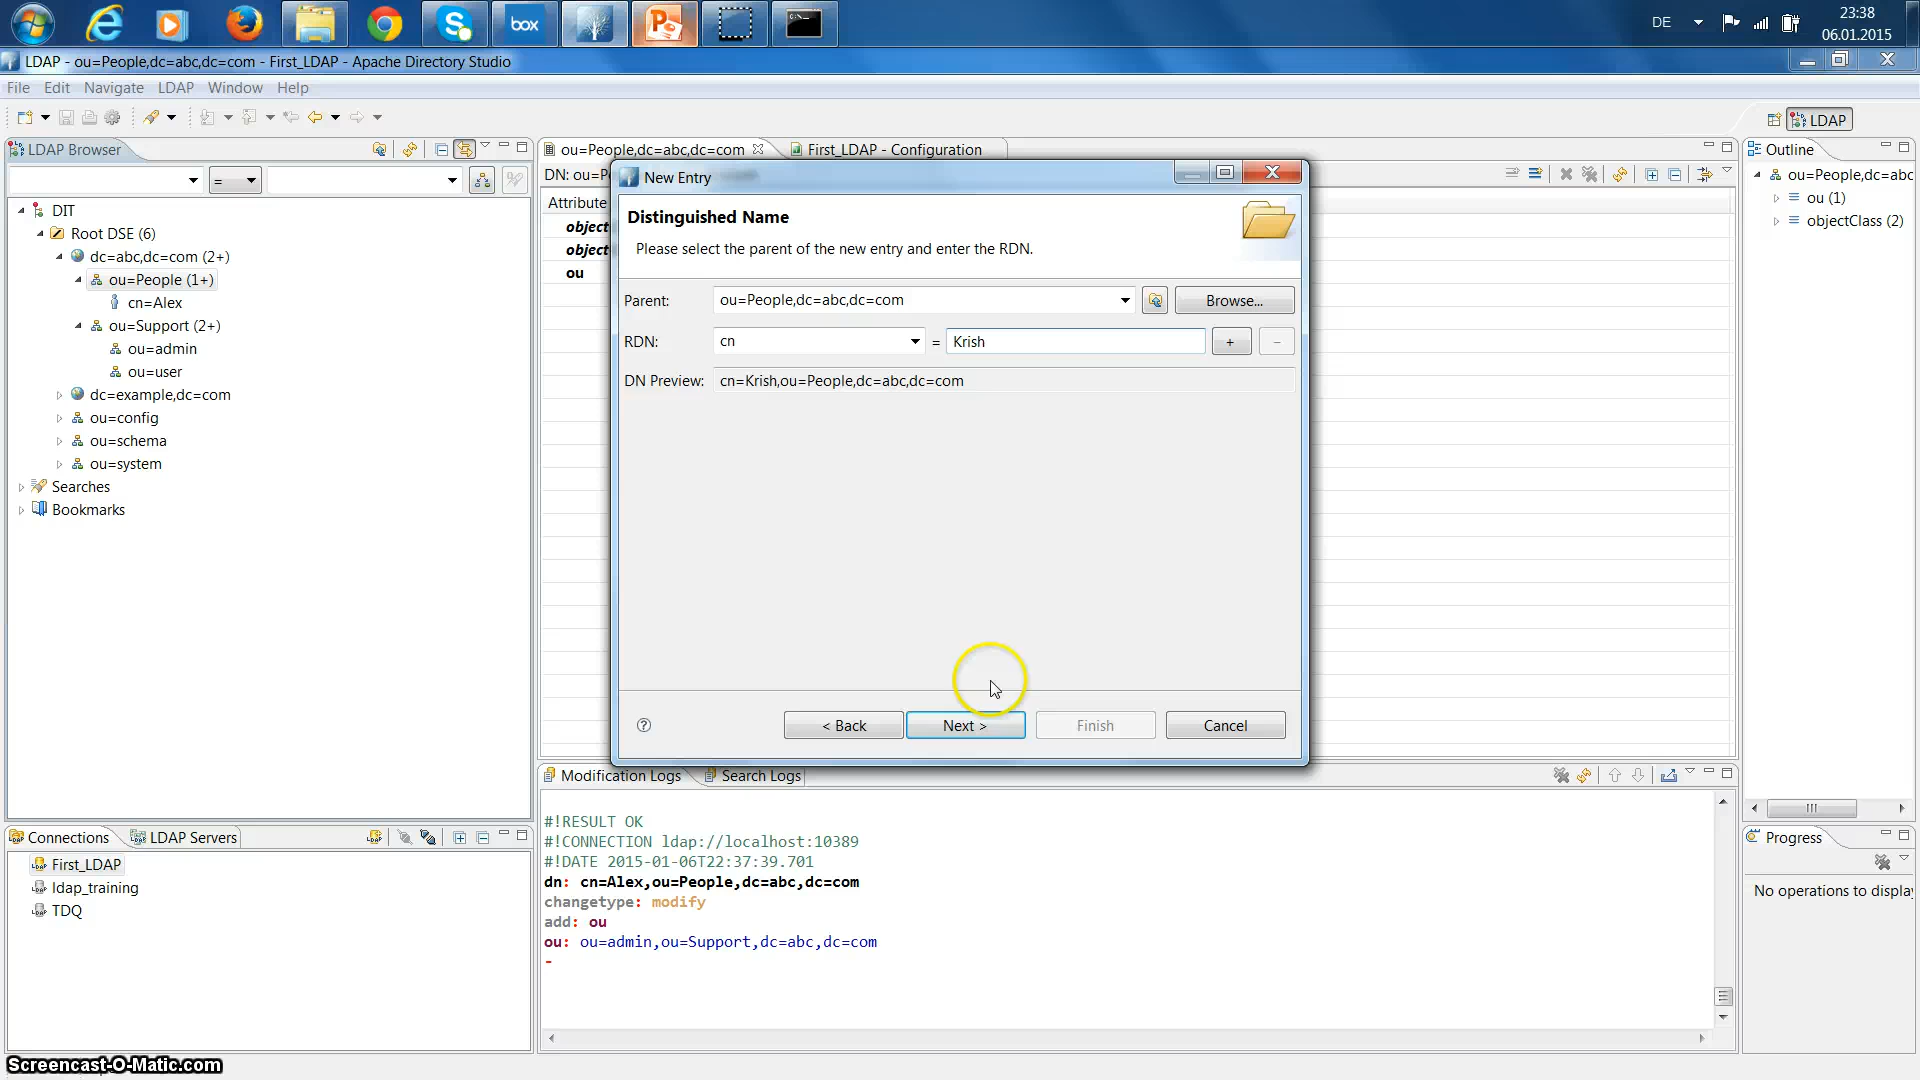 box
DE
23:38
06.01.2015
LDAP - ou=People,dc=abc,dc=com - First_LDAP - Apache Directory Studio
File Edit Navigate LDAP Window Help
LDAP
LDAP Browser
=
DIT
Root DSE (6)
dc=abc,dc=com (2+)
ou=People (1+)
cn=Alex
ou=Support (2+)
ou=admin
ou=user
dc=example,dc=com
ou=config
ou=schema
ou=system
Searches
Bookmarks
ou=People,dc=abc,dc=com
First_LDAP - Configuration
DN: ou=P
Attribute
object
object
ou
New Entry
Distinguished Name
Please select the parent of the new entry and enter the RDN.
Parent: ou=People,dc=abc,dc=com Browse...
RDN: cn = Krish + -
DN Preview: cn=Krish,ou=People,dc=abc,dc=com
? < Back Next > Finish Cancel
Outline
ou=People,dc=abc
ou (1)
objectClass (2)
Modification Logs Search Logs
#!RESULT OK
#!CONNECTION ldap://localhost:10389
#!DATE 2015-01-06T22:37:39.701
dn: cn=Alex,ou=People,dc=abc,dc=com
changetype: modify
add: ou
ou: ou=admin,ou=Support,dc=abc,dc=com
-
Connections LDAP Servers
First_LDAP
ldap_training
TDQ
Progress
No operations to display
Screencast-O-Matic.com